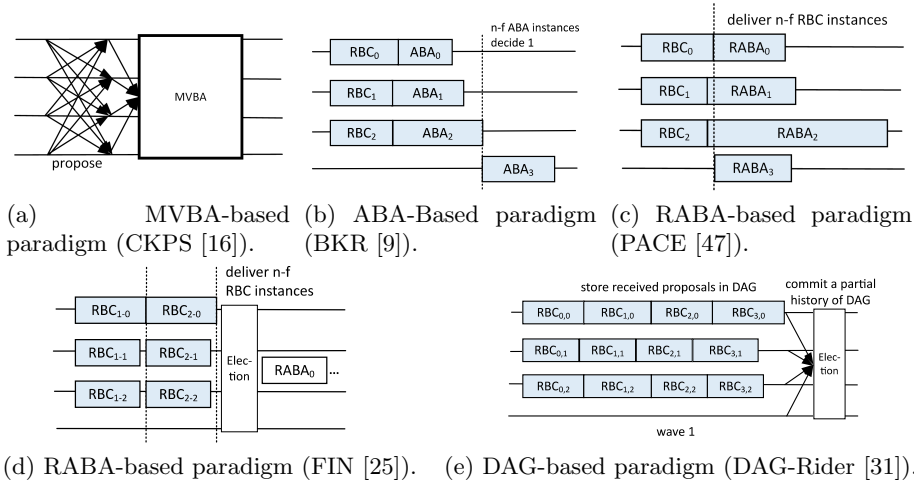 propose
MVBA
(a) MVBA-based
paradigm (CKPS [16]).
n-f ABA instances
decide 1
RBC0 ABA0
RBC1 ABA1
RBC2 ABA2
ABA3
(b) ABA-Based paradigm
(BKR [9]).
deliver n-f RBC instances
RBC0 RABA0
RBC1 RABA1
RBC2 RABA2
RABA3
(c) RABA-based paradigm
(PACE [47]).
deliver n-f
RBC instances
RBC1-0 RBC2-0
RBC1-1 RBC2-1
RBC1-2 RBC2-2
Elec-
tion
RABA0 ...
(d) RABA-based paradigm (FIN [25]).
store received proposals in DAG
commit a partial
history of DAG
RBC0,0 RBC1,0 RBC2,0 RBC3,0
RBC0,1 RBC1,1 RBC2,1 RBC3,1
RBC0,2 RBC1,2 RBC2,2 RBC3,2
Elec-
tion
wave 1
(e) DAG-based paradigm (DAG-Rider [31]).